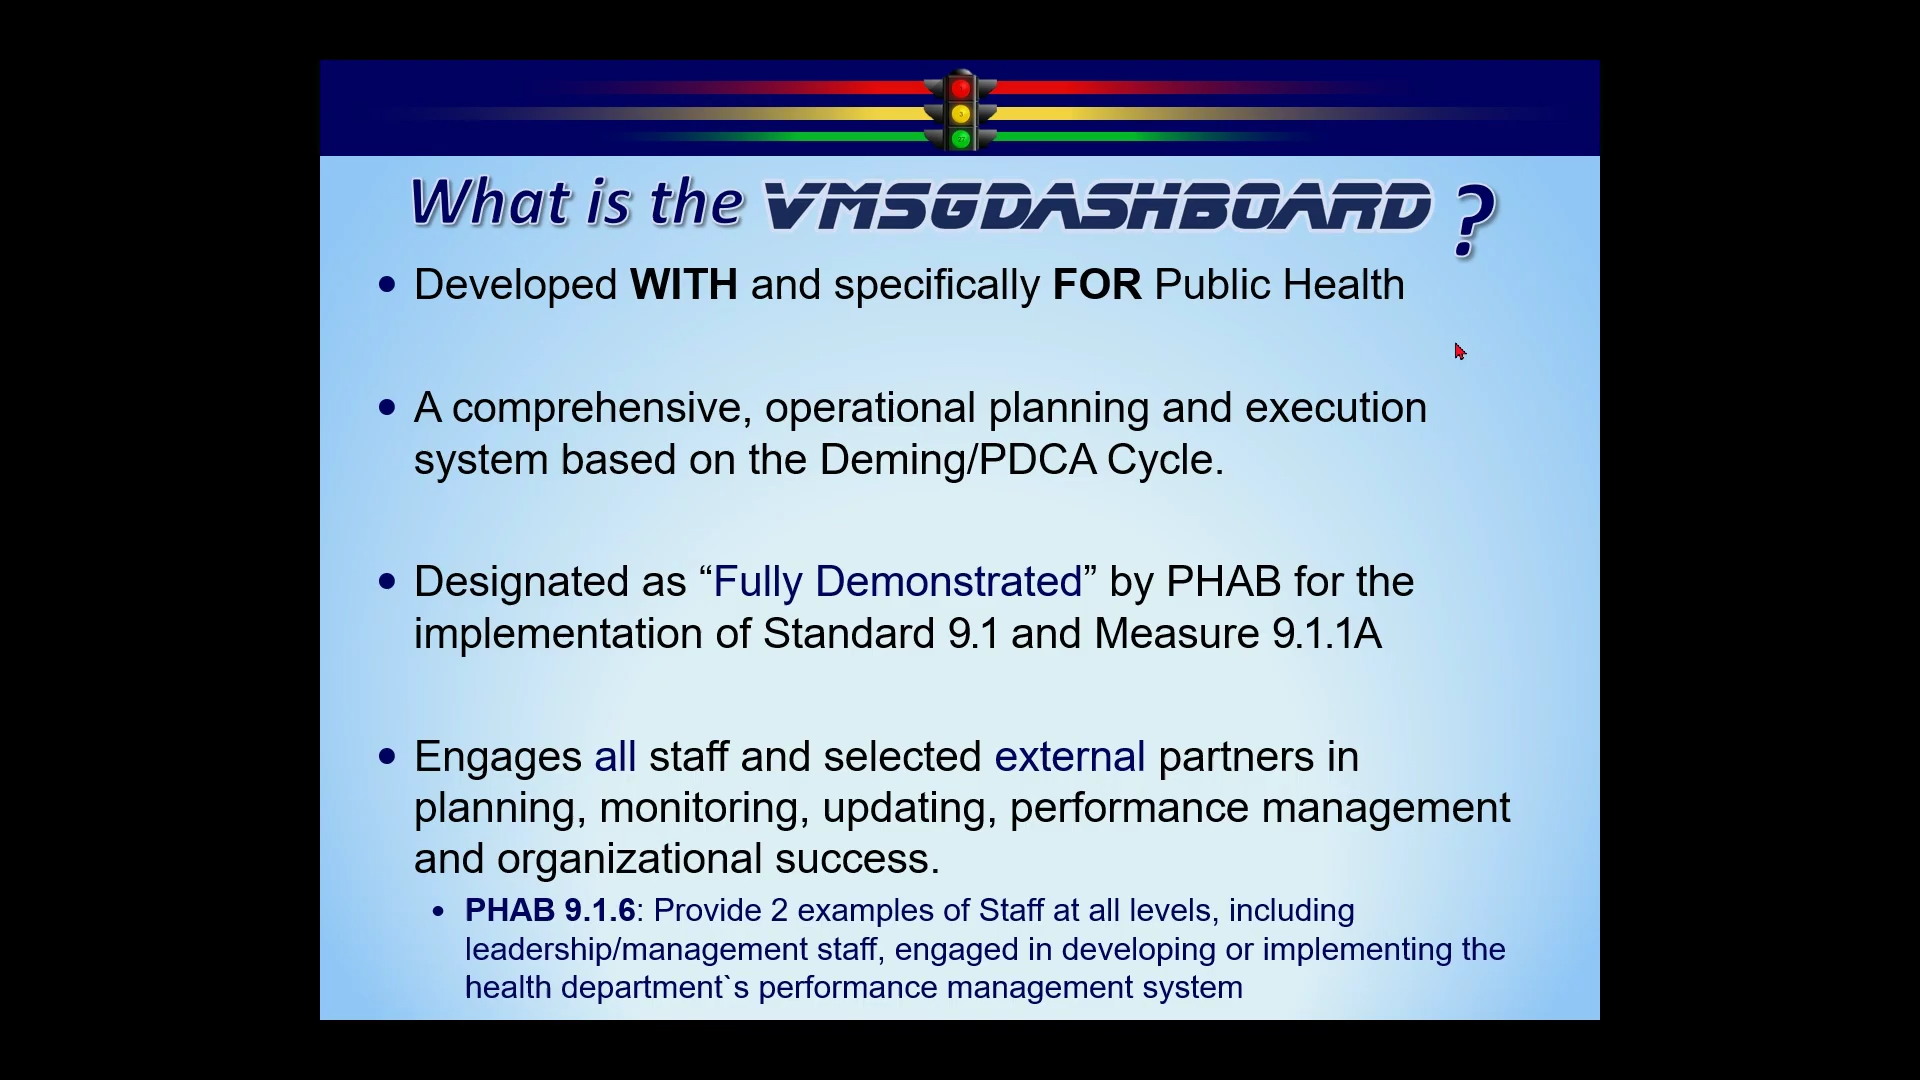 What is the VMSGDASHBOARD ?
• Developed WITH and specifically FOR Public Health
• A comprehensive, operational planning and execution
system based on the Deming/PDCA Cycle.
• Designated as “Fully Demonstrated” by PHAB for the
implementation of Standard 9.1 and Measure 9.1.1A
• Engages all staff and selected external partners in
planning, monitoring, updating, performance management
and organizational success.
• PHAB 9.1.6: Provide 2 examples of Staff at all levels, including
leadership/management staff, engaged in developing or implementing the
health department`s performance management system